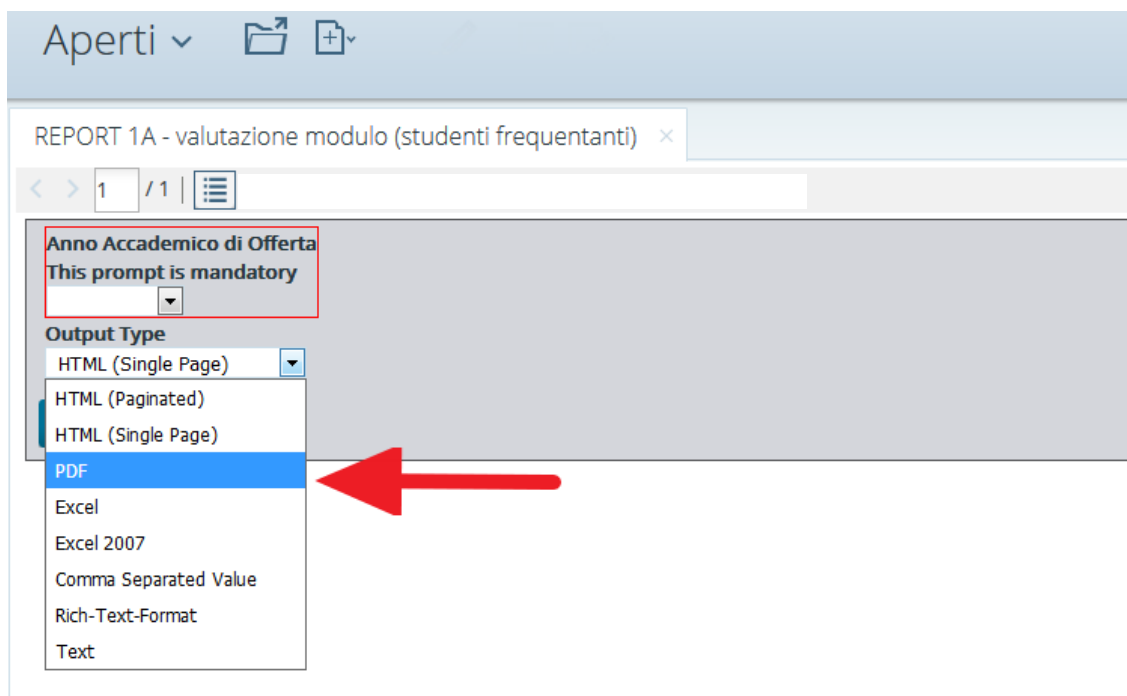 Aperti
REPORT 1A - valutazione modulo (studenti frequentanti) ×
1 / 1
Anno Accademico di Offerta
This prompt is mandatory
Output Type
HTML (Single Page)
HTML (Paginated)
HTML (Single Page)
PDF
Excel
Excel 2007
Comma Separated Value
Rich-Text-Format
Text